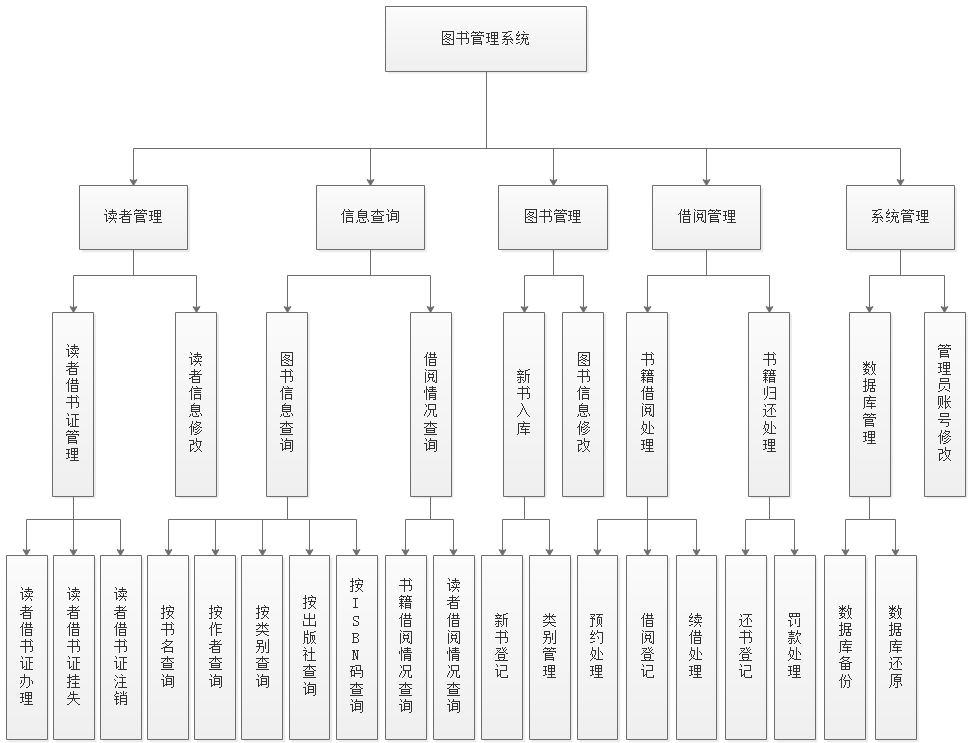 图书管理系统
读者管理
信息查询
图书管理
借阅管理
系统管理
读者借书证管理
读者信息修改
图书信息查询
借阅情况查询
新书入库
图书信息修改
书籍借阅处理
书籍归还处理
数据库管理
管理员账号修改
读者借书证办理
读者借书证挂失
读者借书证注销
按书名查询
按作者查询
按类别查询
按出版社查询
按ISBN码查询
书籍借阅情况查询
读者借阅情况查询
新书登记
类别管理
预约处理
借阅登记
续借处理
还书登记
罚款处理
数据库备份
数据库还原